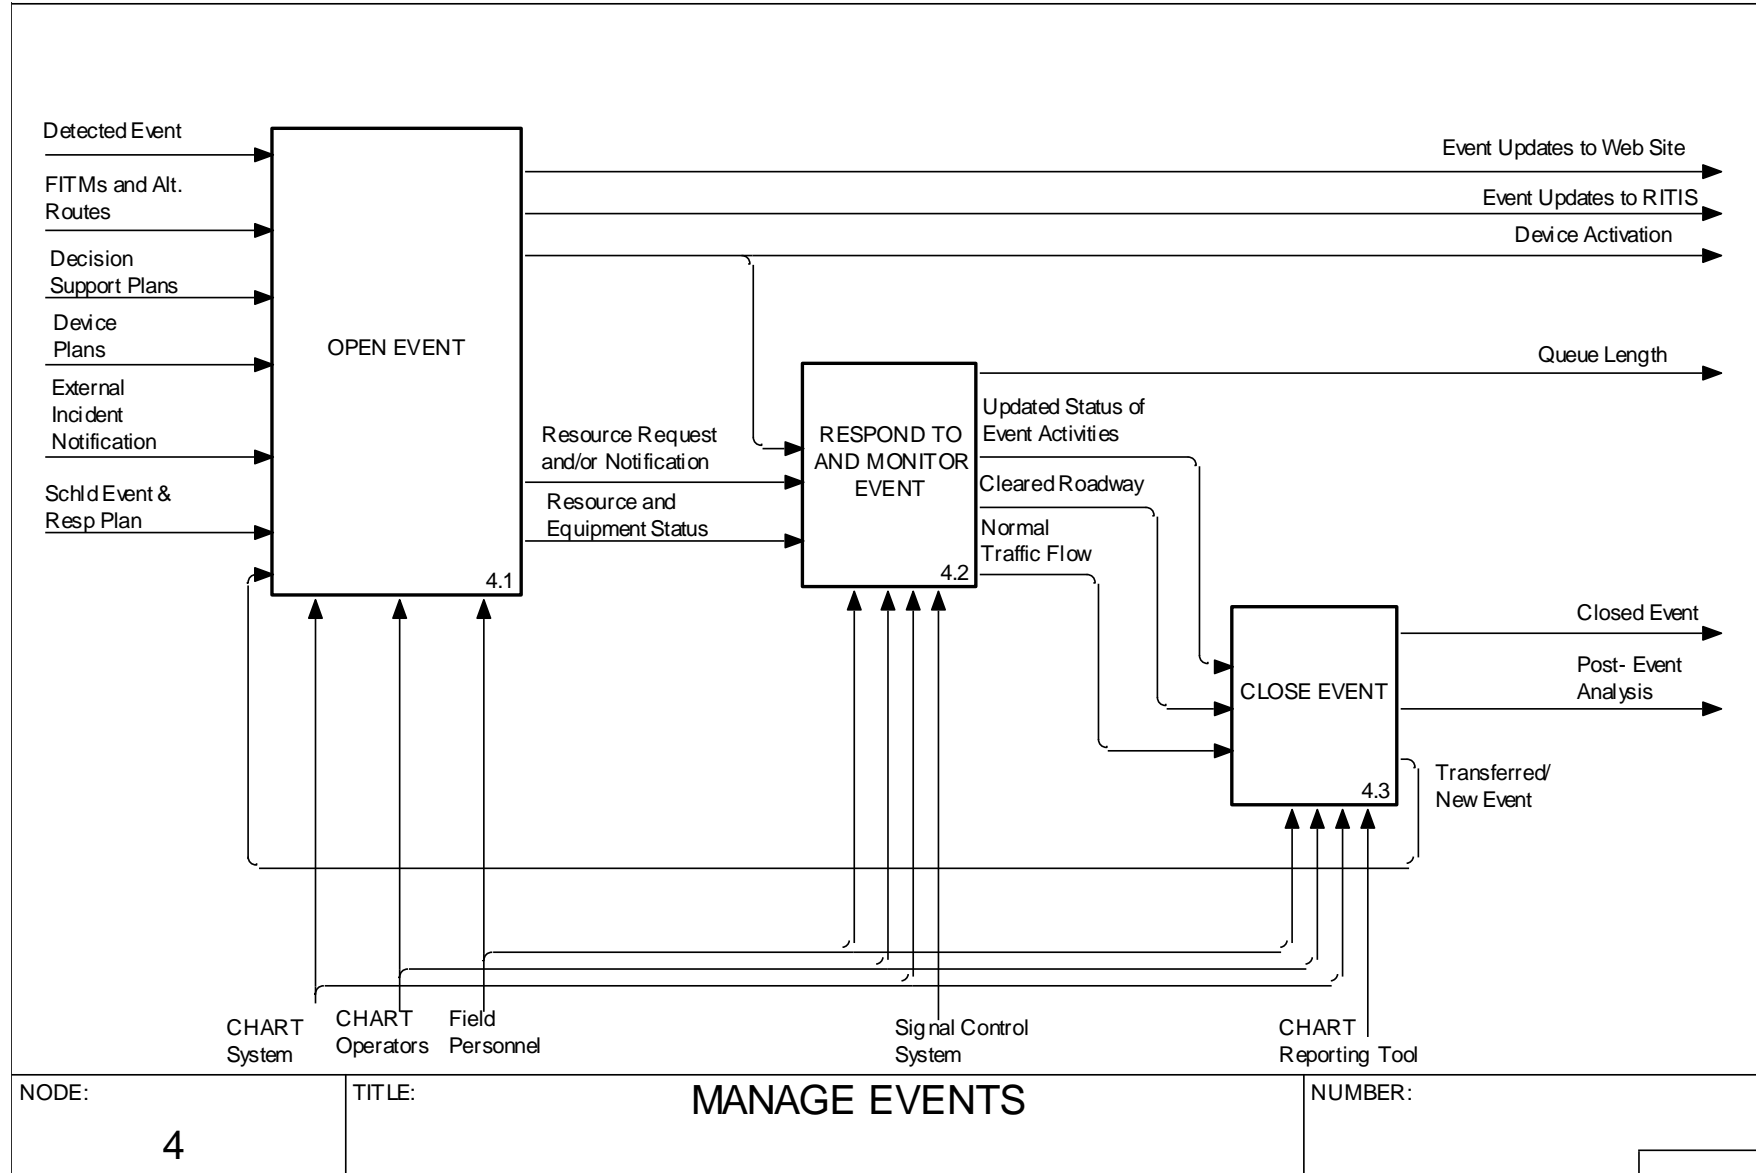 Detected Event
FITMs and Alt.
Routes
Decision
Support Plans
Device
Plans
External
Incident
Notification
Schld Event &
Resp Plan
OPEN EVENT
4.1
Event Updates to Web Site
Event Updates to RITIS
Device Activation
Queue Length
Resource Request
and/or Notification
Resource and
Equipment Status
RESPOND TO
AND MONITOR
EVENT
4.2
Updated Status of
Event Activities
Cleared Roadway
Normal
Traffic Flow
CLOSE EVENT
4.3
Closed Event
Post- Event
Analysis
Transferred/
New Event
CHART
System
CHART
Operators
Field
Personnel
Signal Control
System
CHART
Reporting Tool
NODE:
4
TITLE:
MANAGE EVENTS
NUMBER: